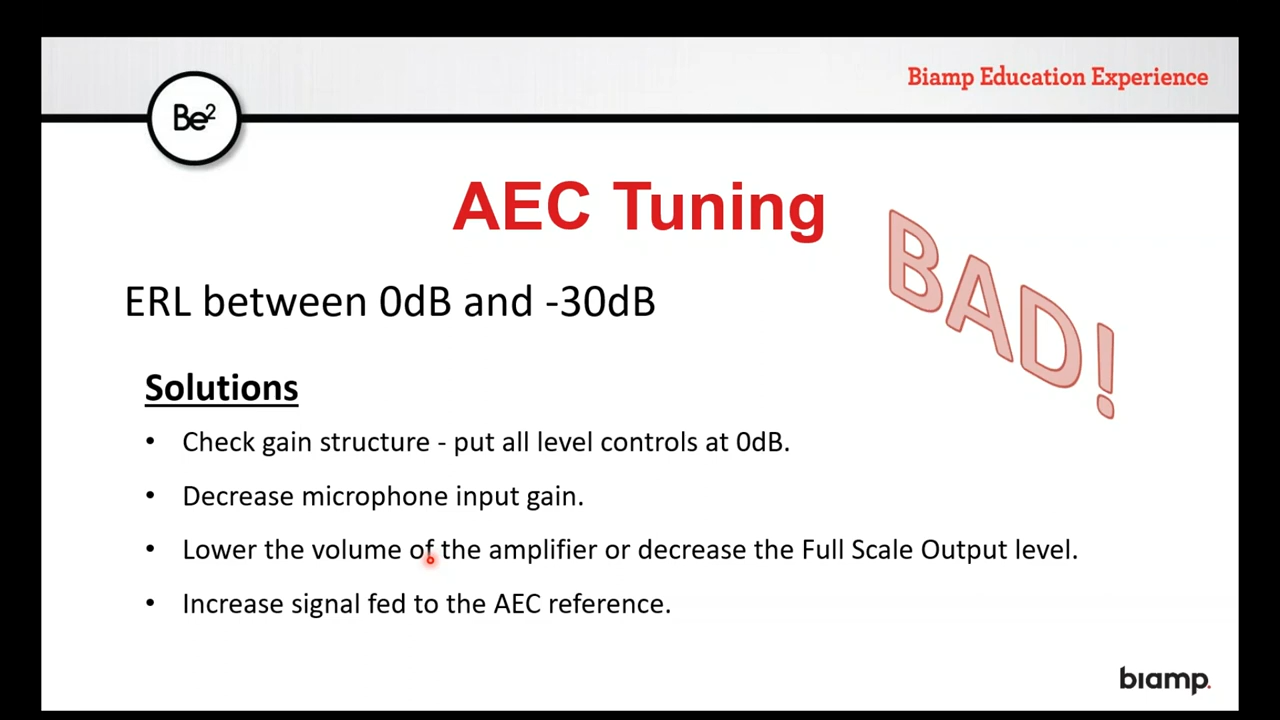 Biamp Education Experience
Be²
AEC Tuning
BAD!
ERL between 0dB and -30dB
Solutions
• Check gain structure - put all level controls at 0dB.
• Decrease microphone input gain.
• Lower the volume of the amplifier or decrease the Full Scale Output level.
• Increase signal fed to the AEC reference.
biamp.